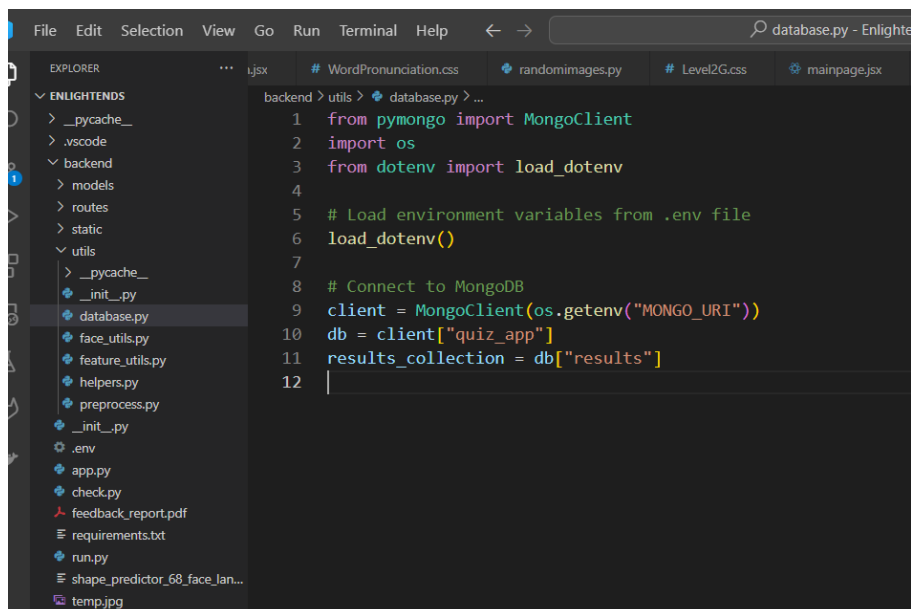 File Edit Selection View Go Run Terminal Help
database.py - Enlighte
EXPLORER
WordPronunciation.css
randomimages.py
Level2G.css
mainpage.jsx
ENLIGHTENDS
__pycache__
.vscode
backend
models
routes
static
utils
__pycache__
__init__.py
database.py
face_utils.py
feature_utils.py
helpers.py
preprocess.py
__init__.py
.env
app.py
check.py
feedback_report.pdf
requirements.txt
run.py
shape_predictor_68_face_lan...
temp.jpg
1
backend > utils > database.py > ...
1 from pymongo import MongoClient
2 import os
3 from dotenv import load_dotenv
4
5 # Load environment variables from .env file
6 load_dotenv()
7
8 # Connect to MongoDB
9 client = MongoClient(os.getenv("MONGO_URI"))
10 db = client["quiz_app"]
11 results_collection = db["results"]
12